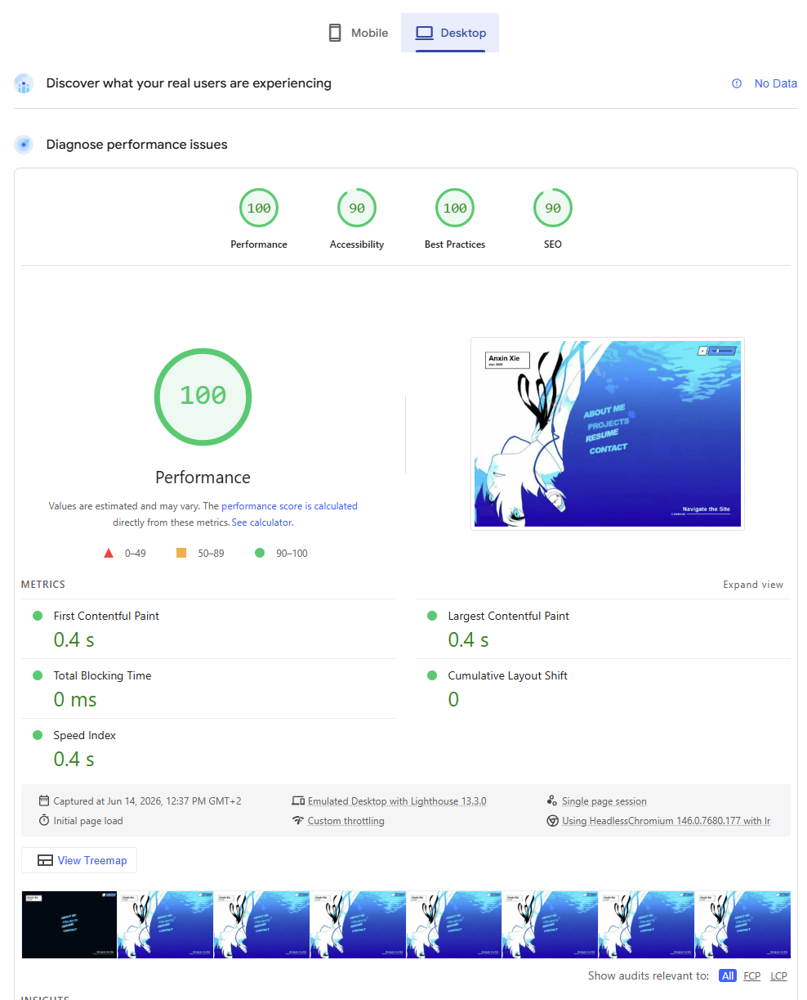 Mobile
Desktop
Discover what your real users are experiencing
No Data
Diagnose performance issues
100
90
100
90
Performance
Accessibility
Best Practices
SEO
100
Performance
Values are estimated and may vary. The performance score is calculated
directly from these metrics. See calculator.
0–49
50–89
90–100
Anxin Xie
ABOUT ME
PROJECTS
RESUME
CONTACT
Navigate the Site
METRICS
Expand view
First Contentful Paint
0.4 s
Largest Contentful Paint
0.4 s
Total Blocking Time
0 ms
Cumulative Layout Shift
0
Speed Index
0.4 s
Captured at Jun 14, 2026, 12:37 PM GMT+2
Emulated Desktop with Lighthouse 13.3.0
Single page session
Initial page load
Custom throttling
Using HeadlessChromium 146.0.7680.177 with lr
View Treemap
Show audits relevant to:
All
FCP
LCP
INSIGHTS